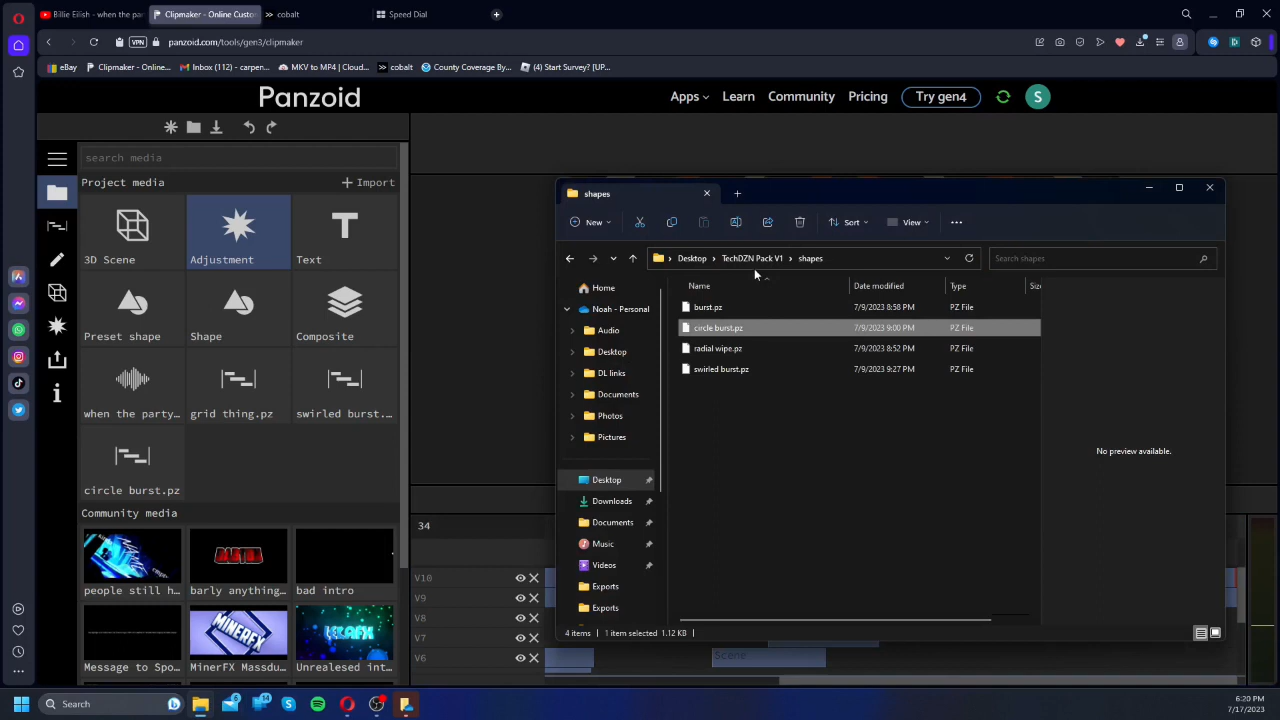 Billie Eilish - when the pa
Clipmaker - Online Custo
cobalt
Speed Dial
VPN
panzoid.com/tools/gen3/clipmaker
eBay
Clipmaker - Online...
Inbox (112) - carpen...
MKV to MP4 | Cloud...
cobalt
County Coverage By...
(4) Start Survey? [UP...
Panzoid
Apps
Learn
Community
Pricing
Try gen4
S
search media
Project media
Import
3D Scene
Adjustment
Text
Preset shape
Shape
Composite
when the party...
grid thing.pz
swirled burst....
circle burst.pz
Community media
people still h...
barly anything...
bad intro
Message to Spo...
MinerFX Massdu...
Unrealesed int...
shapes
New
Sort
View
Desktop
TechDZN Pack V1
shapes
Search shapes
Name
Date modified
Type
Siz
burst.pz
7/9/2023 8:58 PM
PZ File
circle burst.pz
7/9/2023 9:00 PM
PZ File
radial wipe.pz
7/9/2023 8:52 PM
PZ File
swirled burst.pz
7/9/2023 9:27 PM
PZ File
Home
Noah - Personal
Audio
Desktop
DL links
Documents
Photos
Pictures
Desktop
Downloads
Documents
Music
Videos
Exports
Exports
No preview available.
4 items
1 item selected 1.12 KB
34
V10
V9
V8
V7
V6
Scene
Search
6:20 PM
7/17/2023